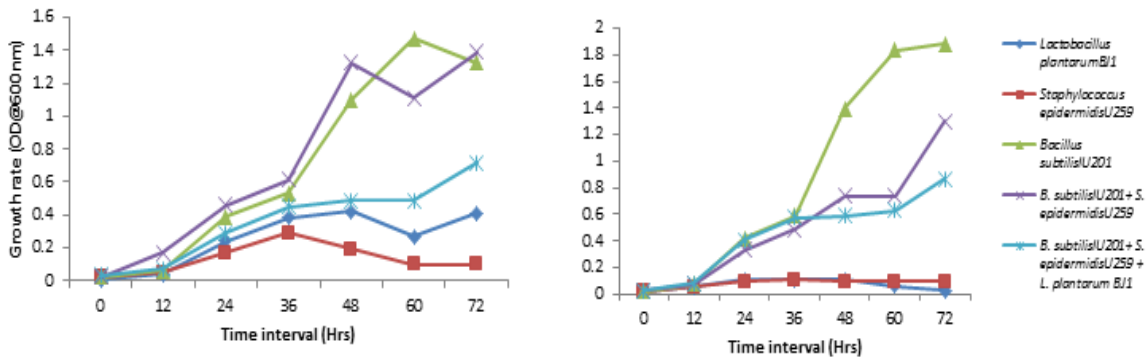 Growth rate (OD@600nm)
1.6
1.4
1.2
1
0.8
0.6
0.4
0.2
0
0 12 24 36 48 60 72
Time interval (Hrs)
2
1.8
1.6
1.4
1.2
1
0.8
0.6
0.4
0.2
0
0 12 24 36 48 60 72
Time interval (Hrs)
Lactobacillus
plantarumBJ1
Staphylococcus
epidermidisU259
Bacillus
subtilisIU201
B. subtilisIU201+ S.
epidermidisU259
B. subtilisIU201+ S.
epidermidisU259 +
L. plantarum BJ1